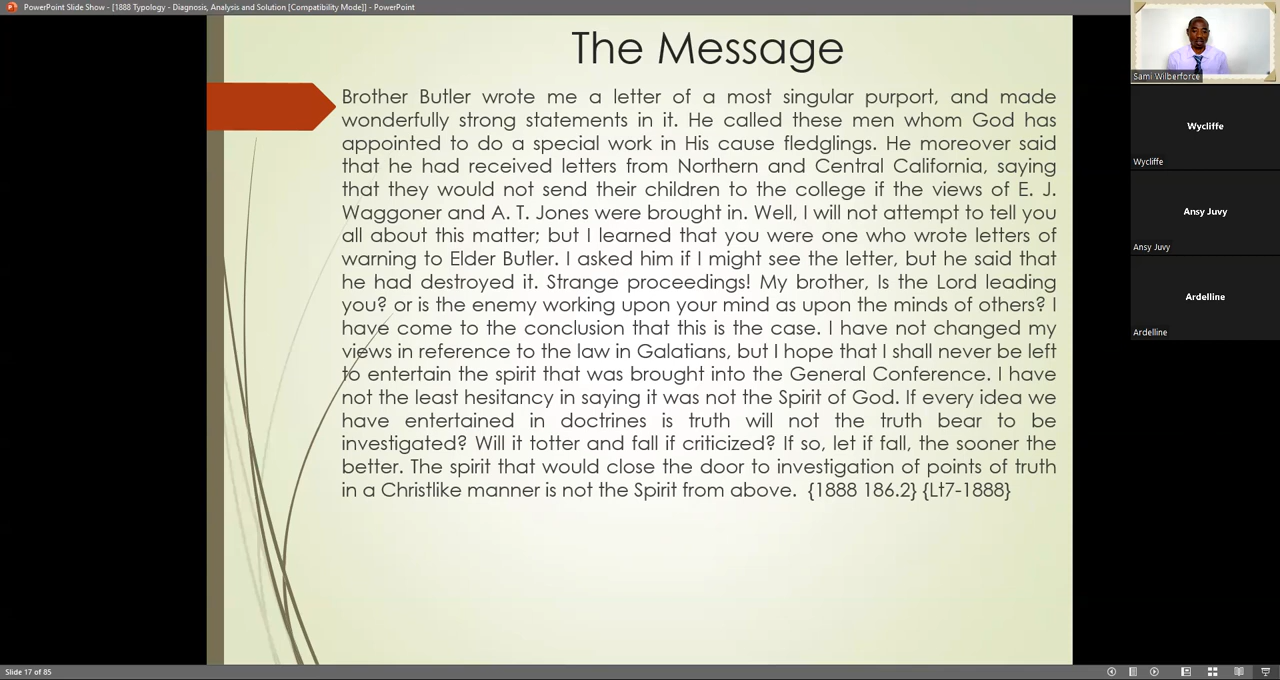 PowerPoint Slide Show - [1888 Typology - Diagnosis, Analysis and Solution [Compatibility Mode]] - PowerPoint
The Message
Brother Butler wrote me a letter of a most singular purport, and made
wonderfully strong statements in it. He called these men whom God has
appointed to do a special work in His cause fledglings. He moreover said
that he had received letters from Northern and Central California, saying
that they would not send their children to the college if the views of E. J.
Waggoner and A. T. Jones were brought in. Well, I will not attempt to tell you
all about this matter; but I learned that you were one who wrote letters of
warning to Elder Butler. I asked him if I might see the letter, but he said that
he had destroyed it. Strange proceedings! My brother, Is the Lord leading
you? or is the enemy working upon your mind as upon the minds of others? I
have come to the conclusion that this is the case. I have not changed my
views in reference to the law in Galatians, but I hope that I shall never be left
to entertain the spirit that was brought into the General Conference. I have
not the least hesitancy in saying it was not the Spirit of God. If every idea we
have entertained in doctrines is truth will not the truth bear to be
investigated? Will it totter and fall if criticized? If so, let if fall, the sooner the
better. The spirit that would close the door to investigation of points of truth
in a Christlike manner is not the Spirit from above. {1888 186.2} {Lt7-1888}
Sami Wilberforce
Wycliffe
Wycliffe
Ansy Juvy
Ansy Juvy
Ardelline
Ardelline
Slide 17 of 85